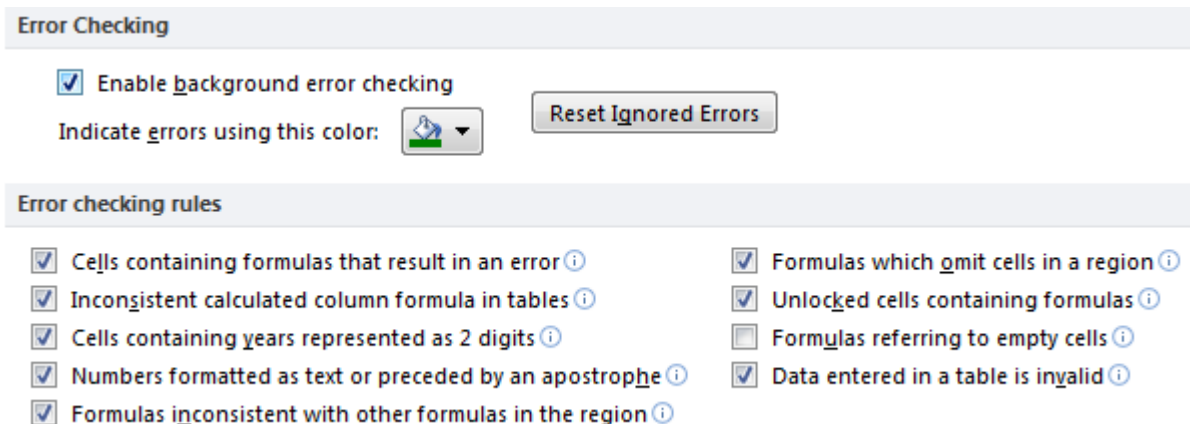 Error Checking
Enable background error checking
Indicate errors using this color:
Reset Ignored Errors
Error checking rules
Cells containing formulas that result in an error
Inconsistent calculated column formula in tables
Cells containing years represented as 2 digits
Numbers formatted as text or preceded by an apostrophe
Formulas inconsistent with other formulas in the region
Formulas which omit cells in a region
Unlocked cells containing formulas
Formulas referring to empty cells
Data entered in a table is invalid